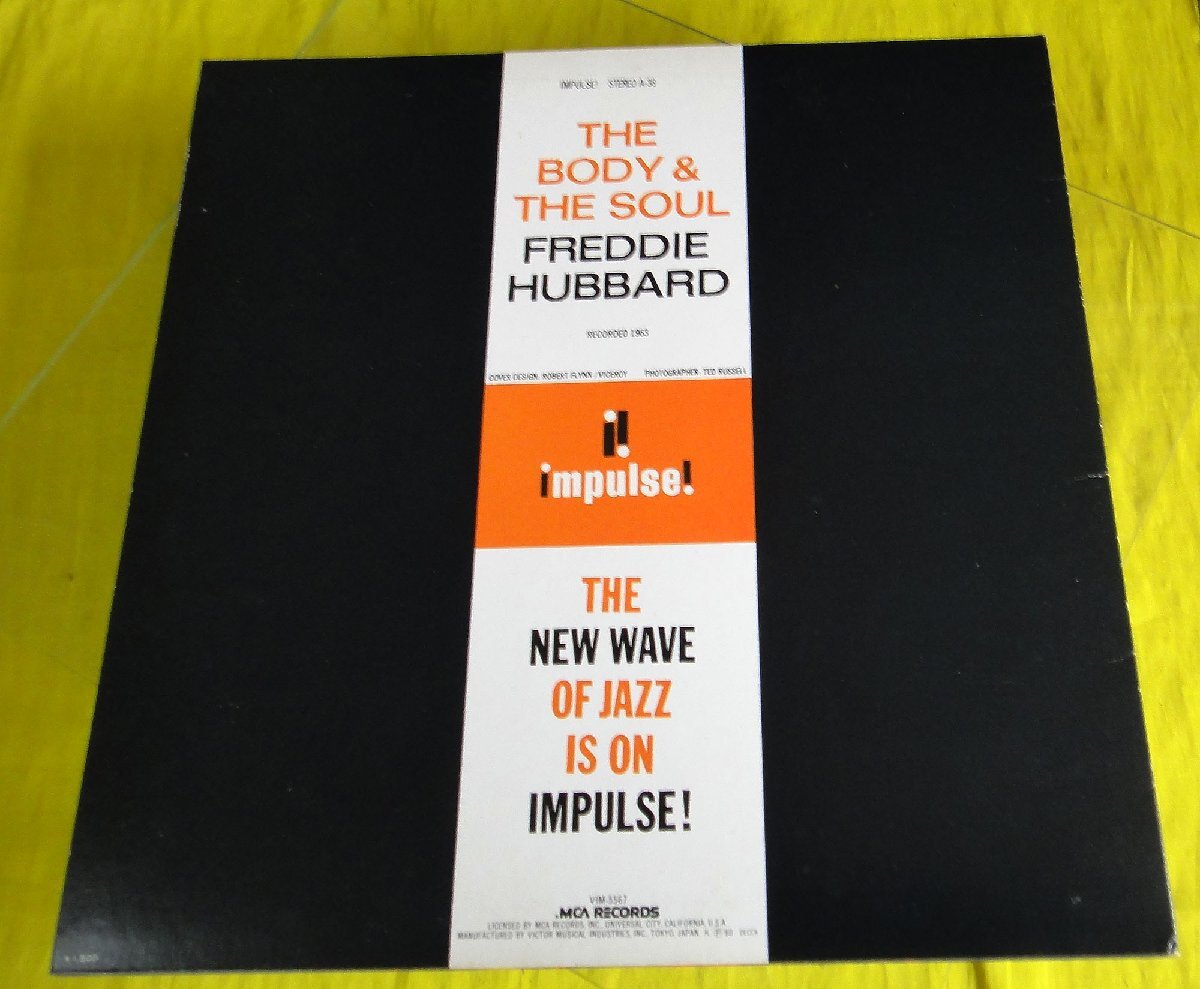 IMPULSE! STEREO A-38
THE
BODY &
THE SOUL
FREDDIE
HUBBARD
RECORDED 1963
COVER DESIGN: ROBERT FLYNN/VICEROY PHOTOGRAPHER: TED RUSSELL
i!
impulse!
THE
NEW WAVE
OF JAZZ
IS ON
IMPULSE!
VIM-5567
MCA RECORDS
LICENSED BY MCA RECORDS, INC. UNIVERSAL CITY, CALIFORNIA, U.S.A.
MANUFACTURED BY VICTOR MUSICAL INDUSTRIES, INC. TOKYO, JAPAN